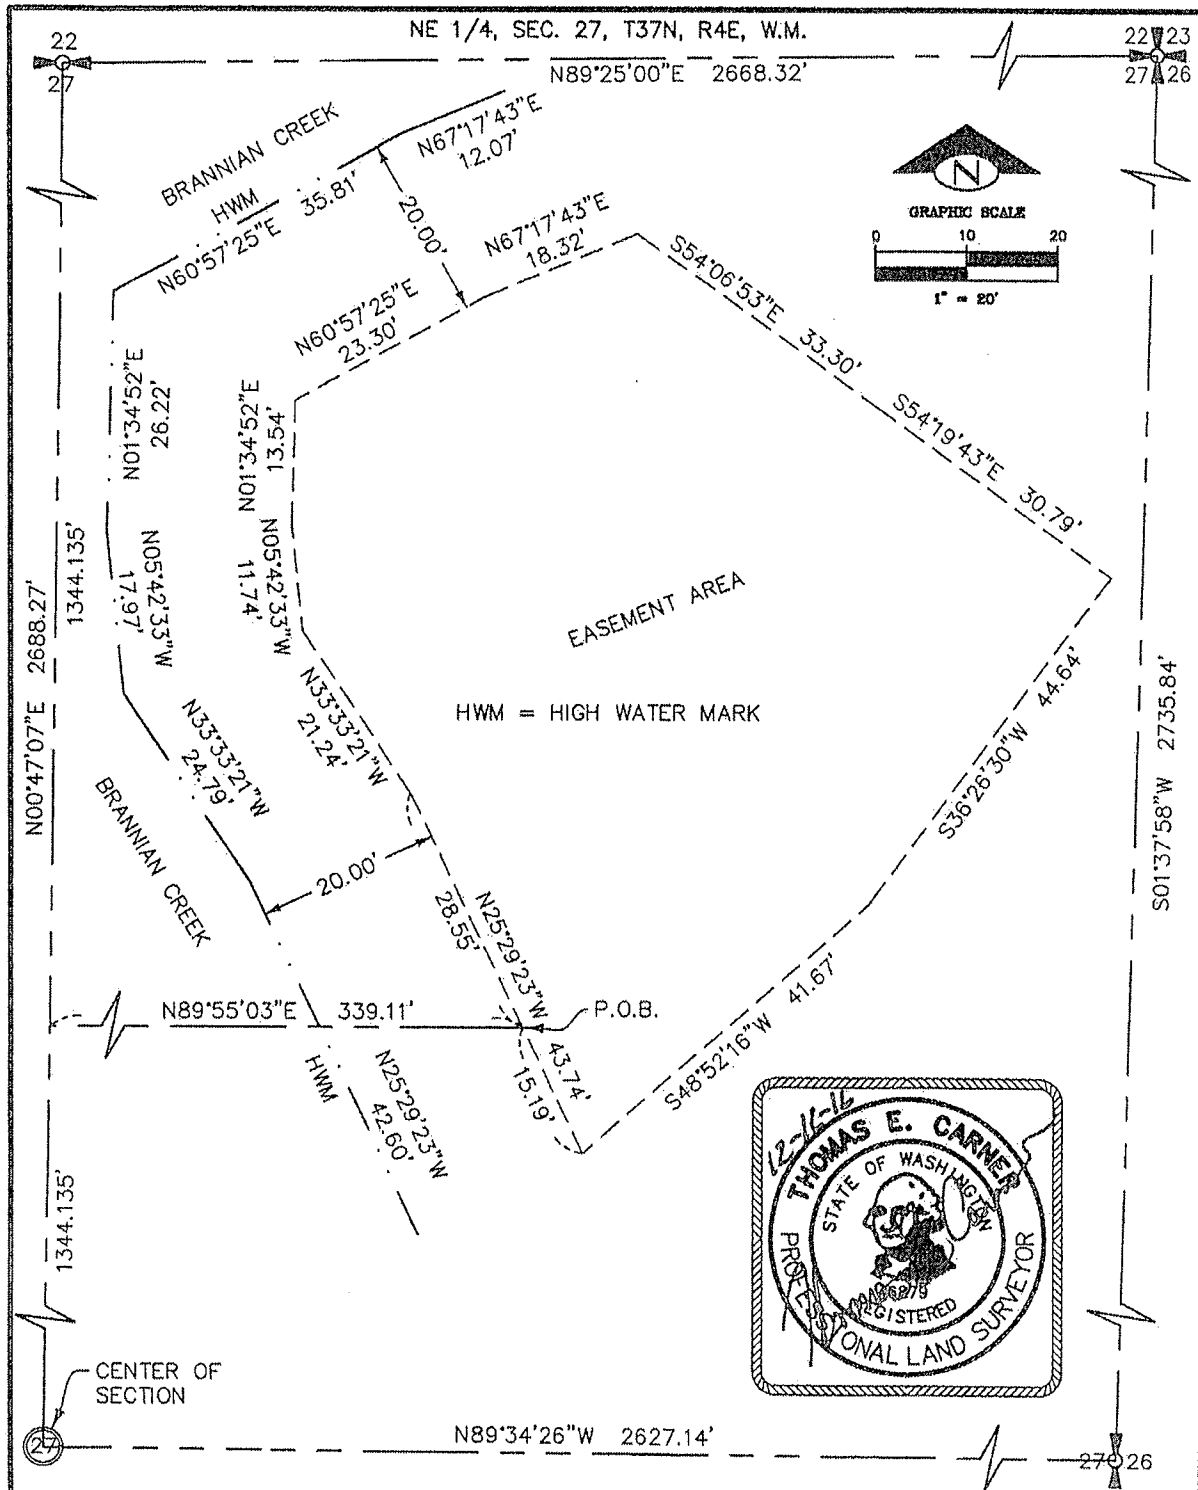 NE 1/4, SEC. 27, T37N, R4E, W.M.
22
27
N89°25'00"E 2668.32'
22 23
27 26
BRANNIAN CREEK
HWM
N60°57'25"E 35.81'
N67°17'43"E
12.07'
20.00'
N67°17'43"E
18.32'
N60°57'25"E
23.30'
S54°06'53"E 33.30'
S54°19'43"E 30.79'
N
GRAPHIC SCALE
0 10 20
1" = 20'
N01°34'52"E
26.22'
N01°34'52"E
13.54'
N05°42'33"W
17.97'
N05°42'33"W
11.74'
N00°47'07"E 2688.27'
1344.135'
EASEMENT AREA
HWM = HIGH WATER MARK
N33°33'21"W
21.24'
N33°33'21"W
24.79'
BRANNIAN CREEK
20.00'
S36°26'30"W 44.64'
S01°37'58"W 2735.84'
N25°29'23"W
28.55'
43.74'
15.19'
N89°55'03"E 339.11'
P.O.B.
S48°52'16"W 41.67'
HWM
N25°29'23"W
42.60'
1344.135'
THOMAS E. CARNER
STATE OF WASHINGTON
REGISTERED
PROFESSIONAL LAND SURVEYOR
CENTER OF
SECTION
27
N89°34'26"W 2627.14'
27 26